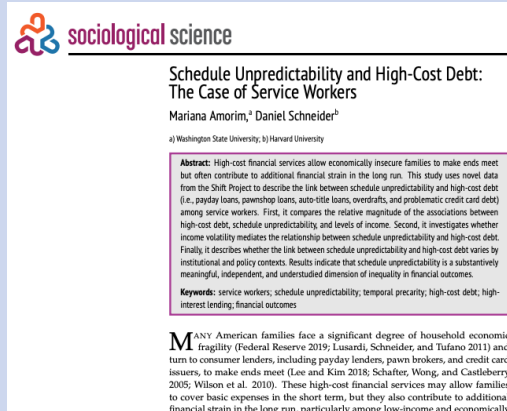 sociological science
Schedule Unpredictability and High-Cost Debt:
The Case of Service Workers
Mariana Amorim,ᵃ Daniel Schneiderᵇ
a) Washington State University; b) Harvard University
Abstract: High-cost financial services allow economically insecure families to make ends meet
but often contribute to additional financial strain in the long run. This study uses novel data
from the Shift Project to describe the link between schedule unpredictability and high-cost debt
(i.e., payday loans, pawnshop loans, auto-title loans, overdrafts, and problematic credit card debt)
among service workers. First, it compares the relative magnitude of the associations between
high-cost debt, schedule unpredictability, and levels of income. Second, it investigates whether
income volatility mediates the relationship between schedule unpredictability and high-cost debt.
Finally, it describes whether the link between schedule unpredictability and high-cost debt varies by
institutional and policy contexts. Results indicate that schedule unpredictability is a substantively
meaningful, independent, and understudied dimension of inequality in financial outcomes.
Keywords: service workers; schedule unpredictability; temporal precarity; high-cost debt; high-
interest lending; financial outcomes
MANY American families face a significant degree of household economic
fragility (Federal Reserve 2019; Lusardi, Schneider, and Tufano 2011) and
turn to consumer lenders, including payday lenders, pawn brokers, and credit card
issuers, to make ends meet (Lee and Kim 2018; Schafter, Wong, and Castleberry
2005; Wilson et al. 2010). These high-cost financial services may allow families
to cover basic expenses in the short term, but they also contribute to additional
financial strain in the long run, particularly among low-income and economically